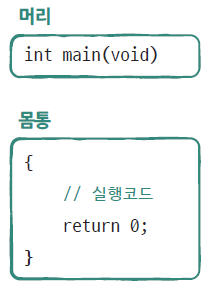 머리
int main(void)
몸통
{
// 실행코드
return 0;
}